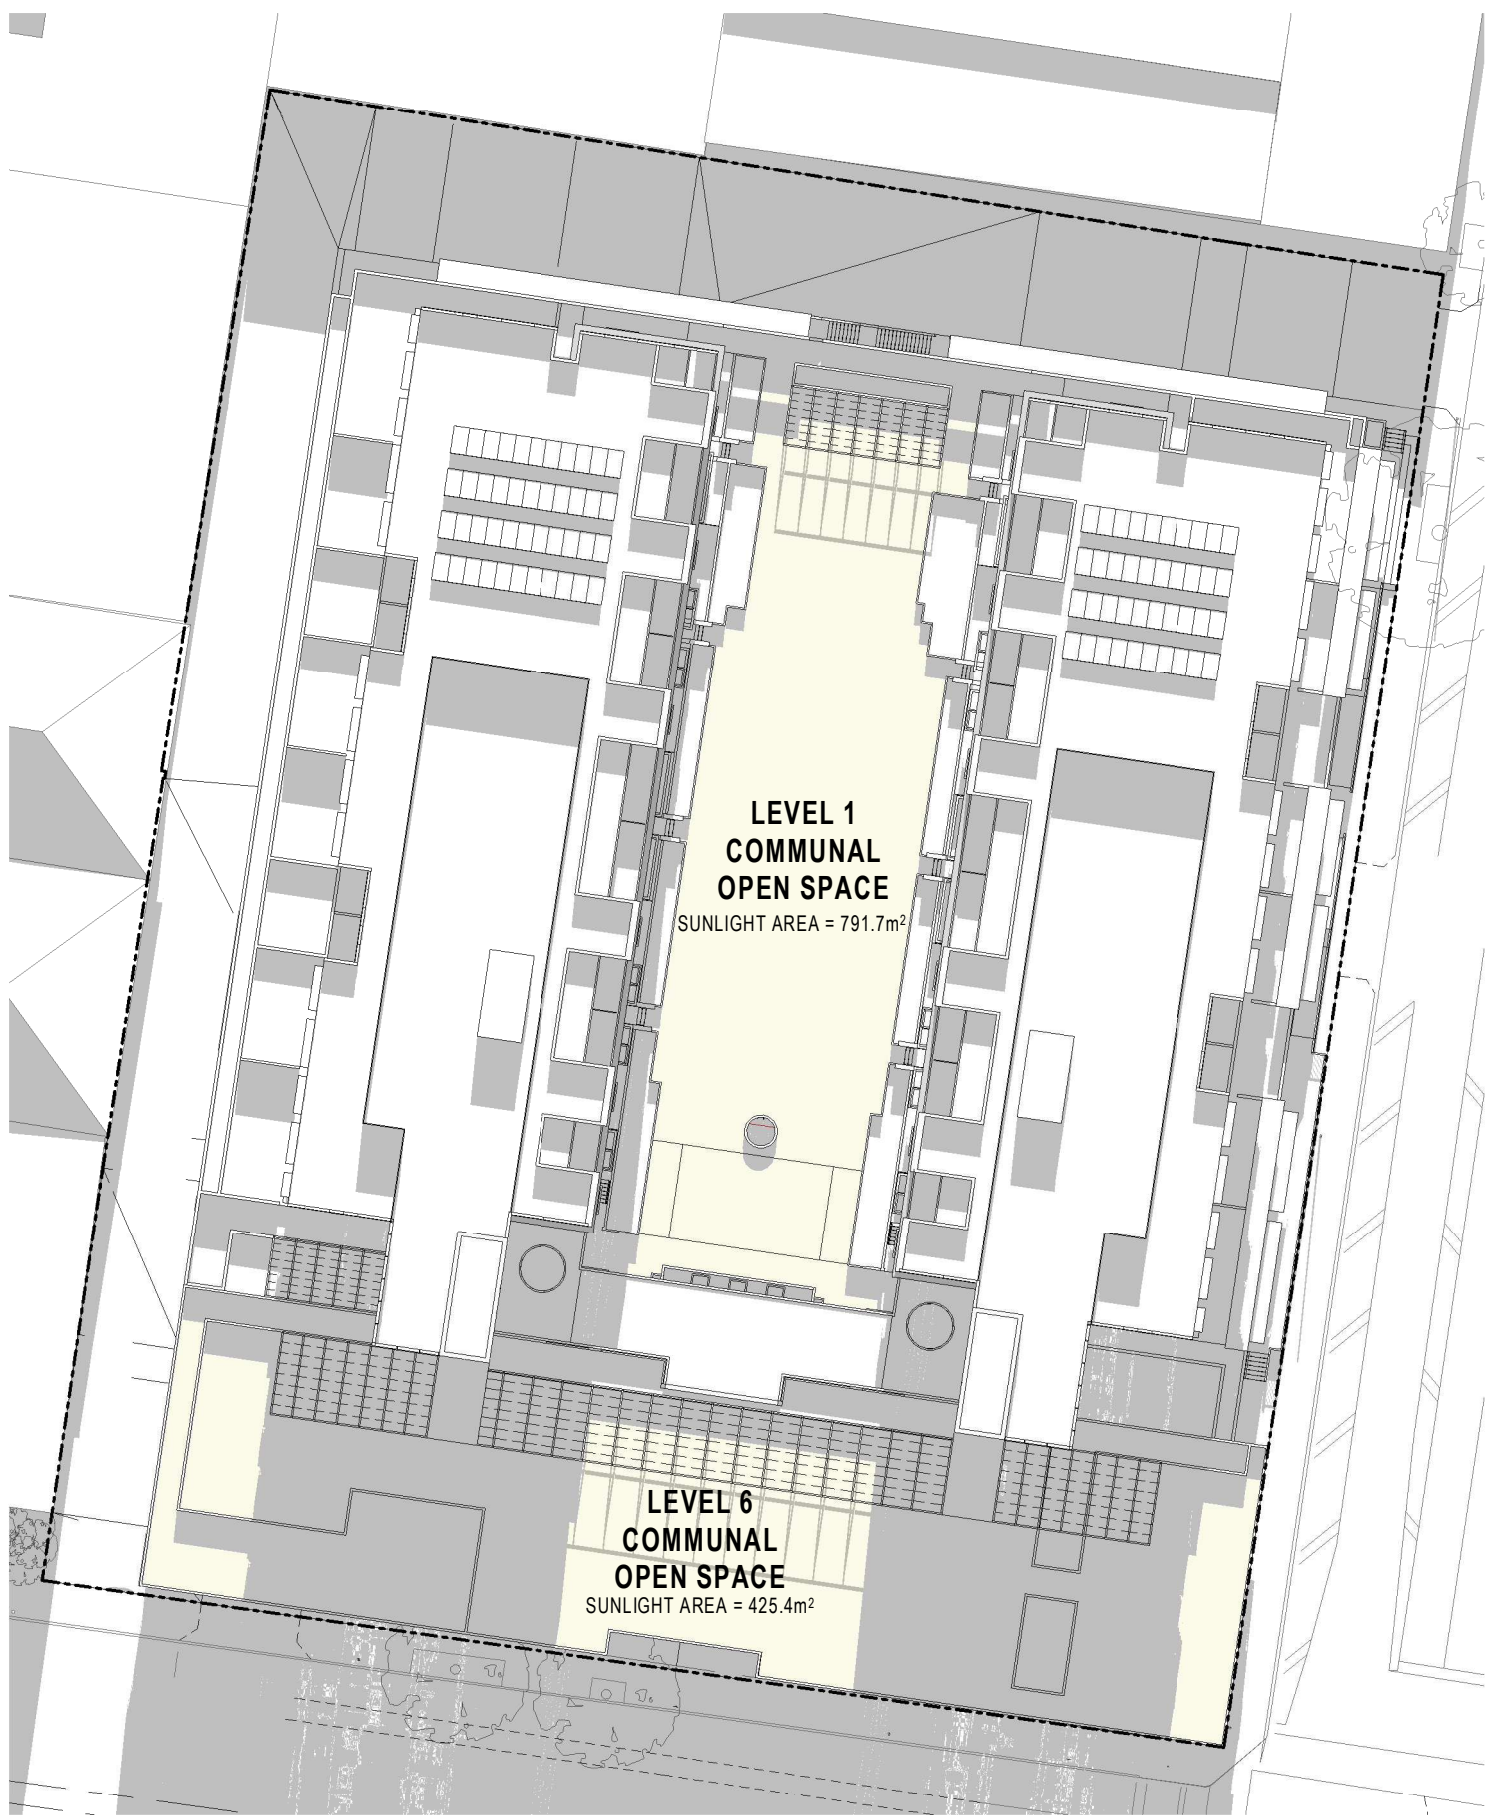 LEVEL 1
COMMUNAL
OPEN SPACE
SUNLIGHT AREA = 791.7m²
LEVEL 6
COMMUNAL
OPEN SPACE
SUNLIGHT AREA = 425.4m²